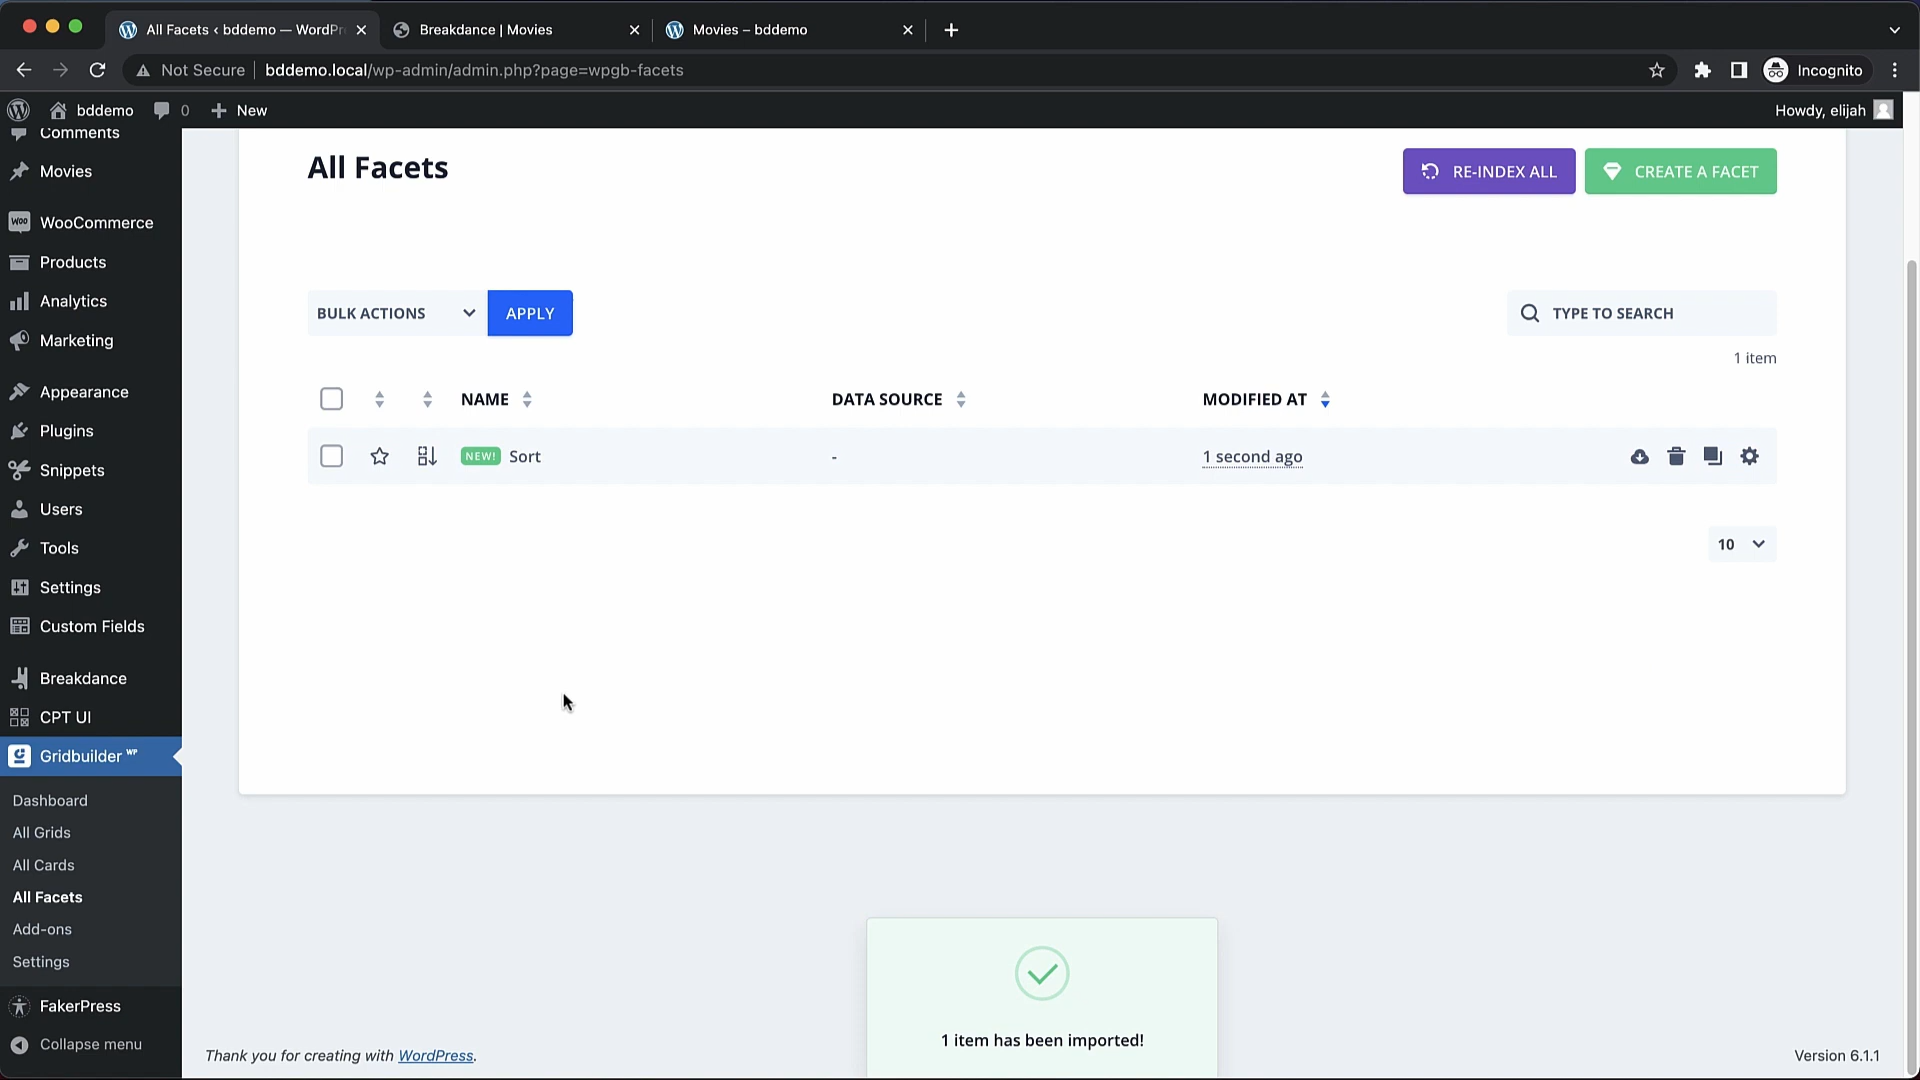 All Facets ‹ bddemo — WordPr
Breakdance | Movies
Movies – bddemo
Not Secure
bddemo.local/wp-admin/admin.php?page=wpgb-facets
Incognito
bddemo
0
New
Howdy, elijah
Comments
Movies
WooCommerce
Products
Analytics
Marketing
Appearance
Plugins
Snippets
Users
Tools
Settings
Custom Fields
Breakdance
CPT UI
Gridbuilder WP
Dashboard
All Grids
All Cards
All Facets
Add-ons
Settings
FakerPress
Collapse menu
All Facets
RE-INDEX ALL
CREATE A FACET
BULK ACTIONS
APPLY
TYPE TO SEARCH
1 item
NAME
DATA SOURCE
MODIFIED AT
NEW! Sort
-
1 second ago
10
1 item has been imported!
Thank you for creating with WordPress.
Version 6.1.1